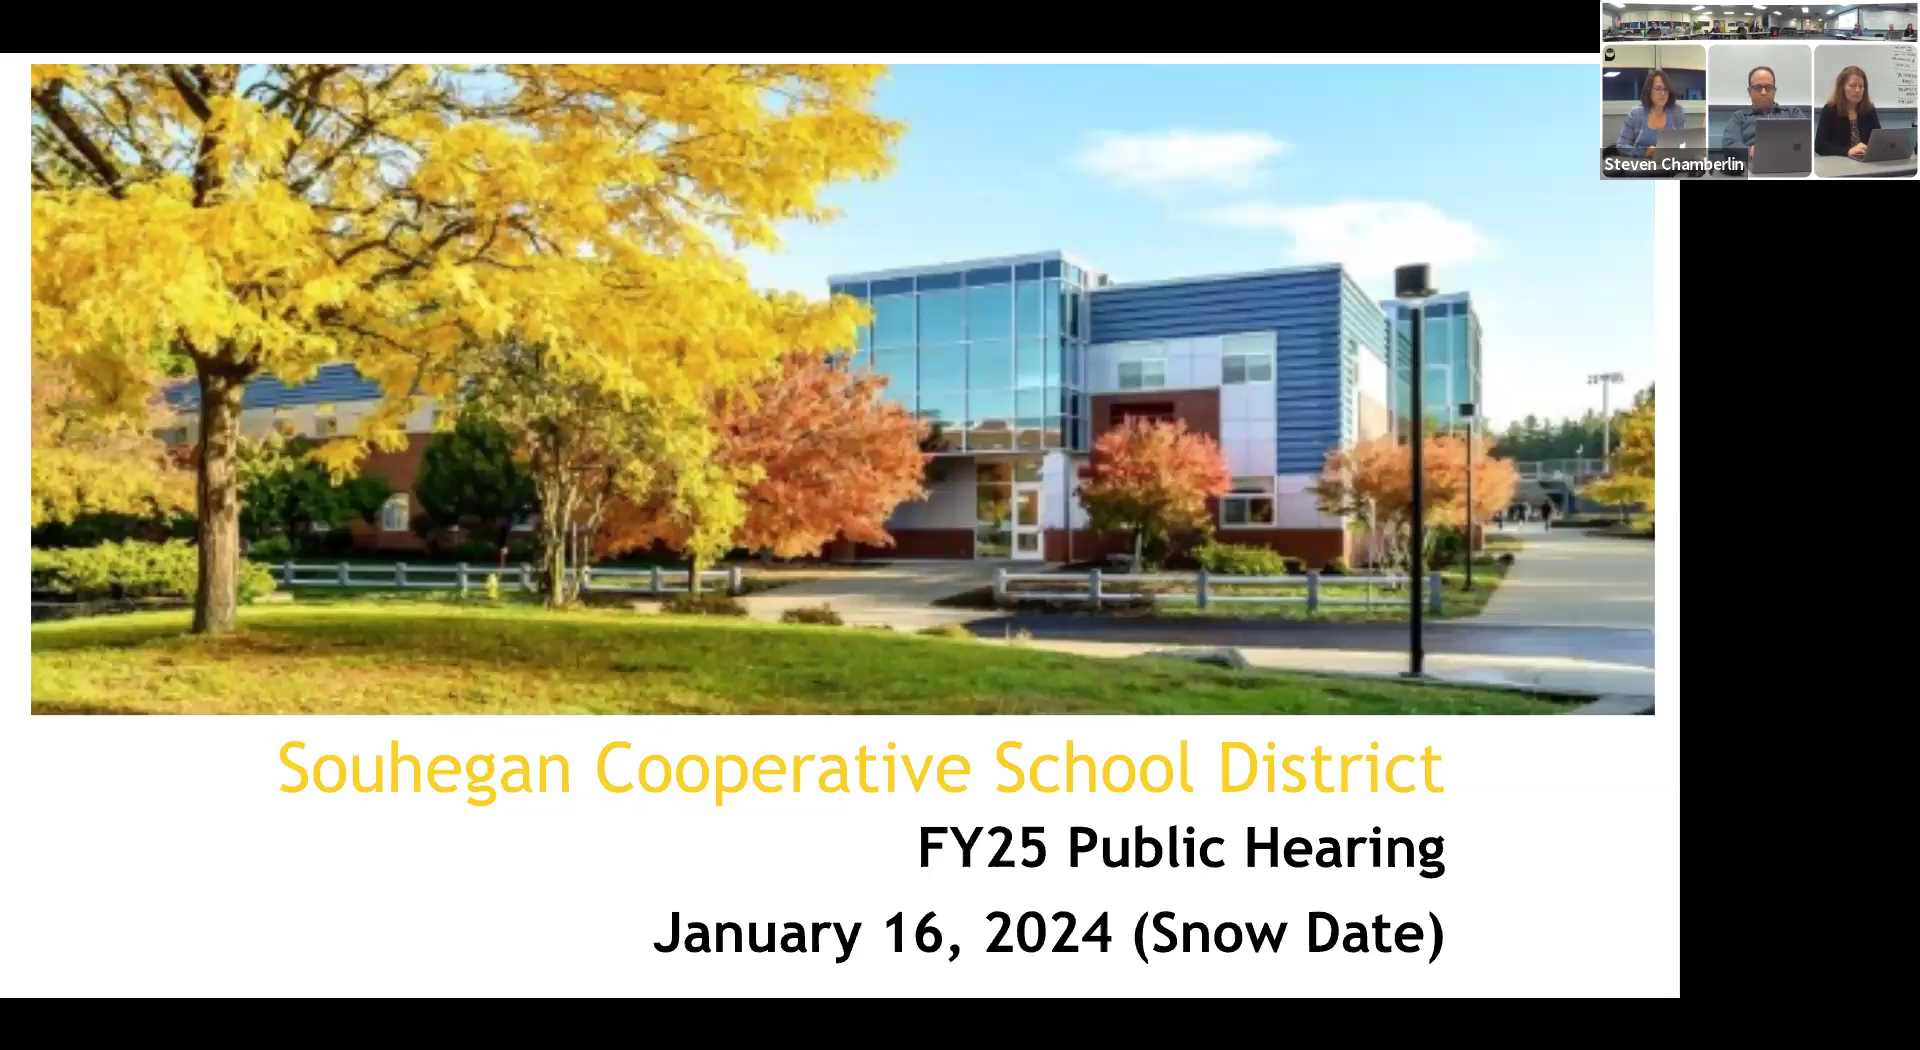 Steven Chamberlin
Souhegan Cooperative School District
FY25 Public Hearing
January 16, 2024 (Snow Date)